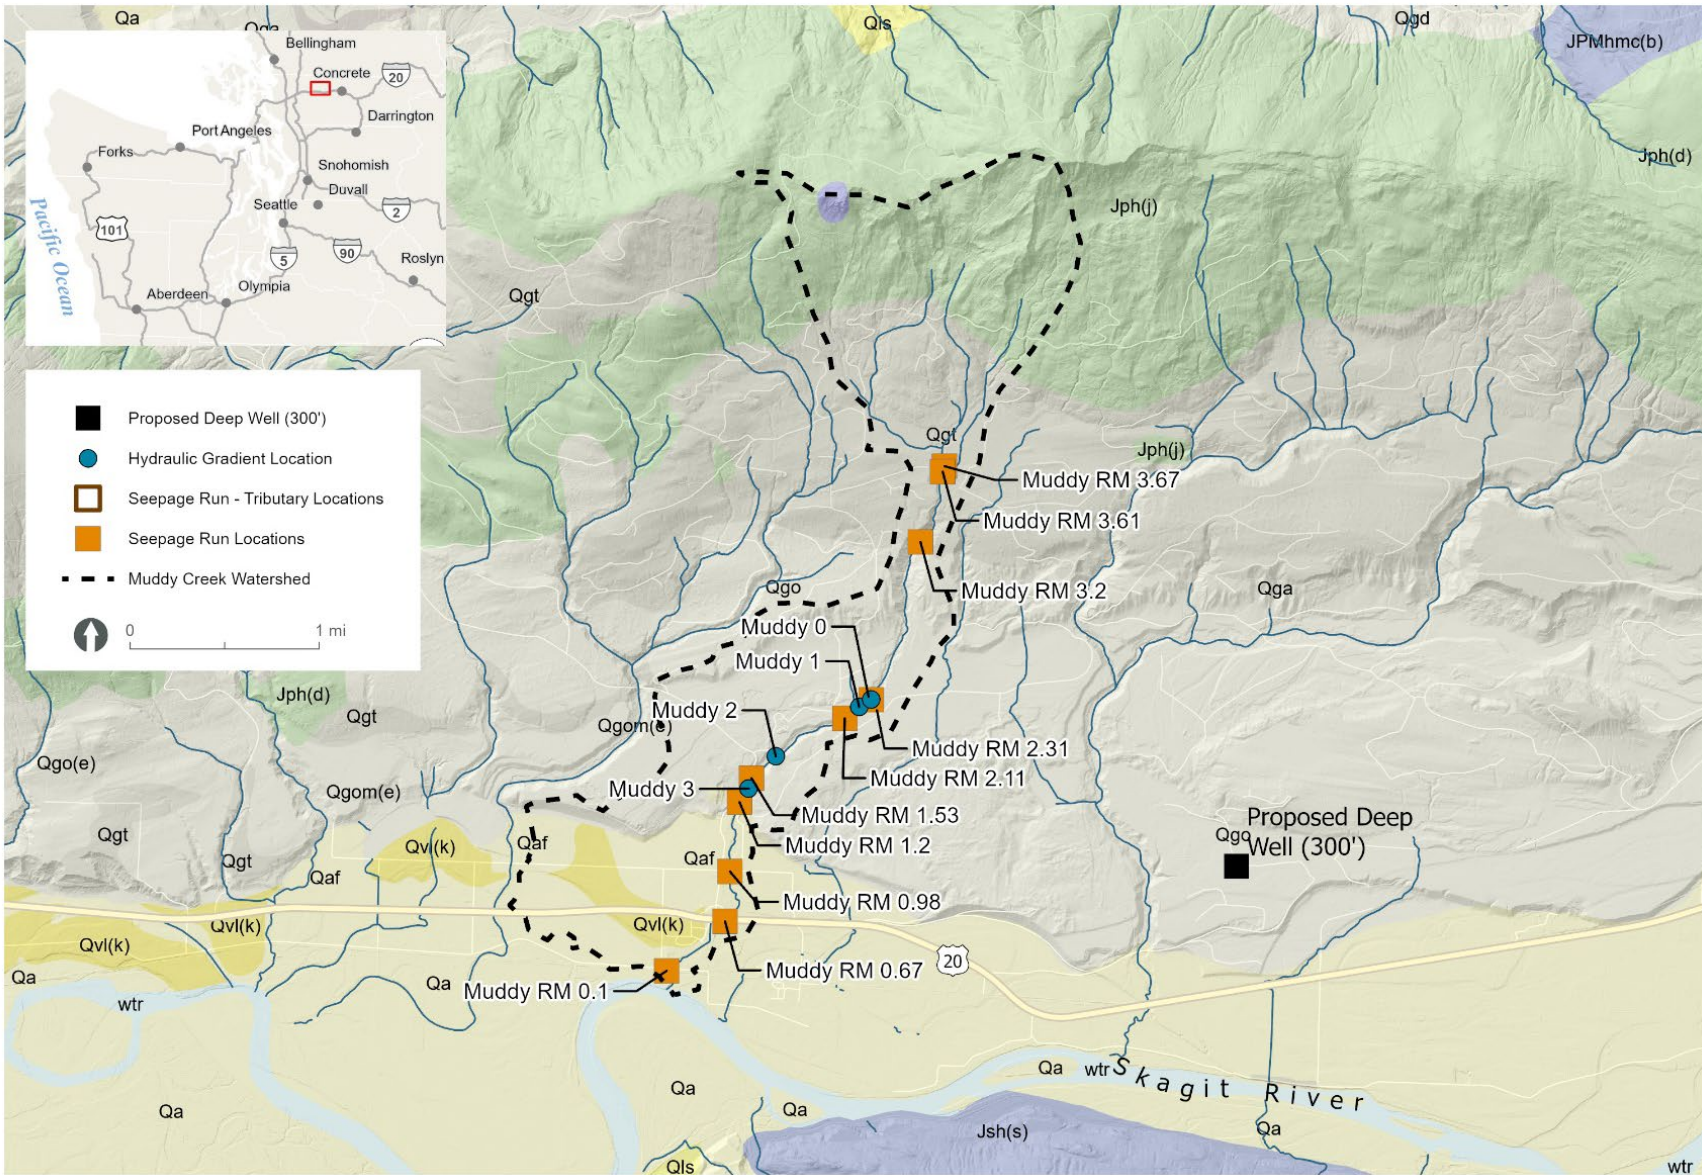 Qa
Qga
Qls
Qgd
JPMhmc(b)
Bellingham
Concrete
20
Darrington
Port Angeles
Forks
Snohomish
Duvall
Seattle
2
101
90
5
Roslyn
Pacific Ocean
Aberdeen
Olympia
Jph(d)
Jph(j)
Qgt
Proposed Deep Well (300')
Hydraulic Gradient Location
Seepage Run - Tributary Locations
Seepage Run Locations
Muddy Creek Watershed
0
1 mi
Qgt
Jph(j)
Muddy RM 3.67
Muddy RM 3.61
Muddy RM 3.2
Qgo
Qga
Muddy 0
Muddy 1
Muddy 2
Muddy 3
Jph(d)
Qgt
Qgom(e)
Muddy RM 2.31
Muddy RM 2.11
Muddy RM 1.53
Muddy RM 1.2
Qgo(e)
Qgom(e)
Qgt
Qgt
Qaf
Qvl(k)
Qaf
Qaf
Proposed Deep
Well (300')
Qgo
Muddy RM 0.98
Qvl(k)
Qvl(k)
Qvl(k)
Muddy RM 0.67
20
Muddy RM 0.1
Qa
Qa
wtr
Qa
Qa
Qa
Qa
wtr
Skagit River
Qa
Jsh(s)
Qls
wtr